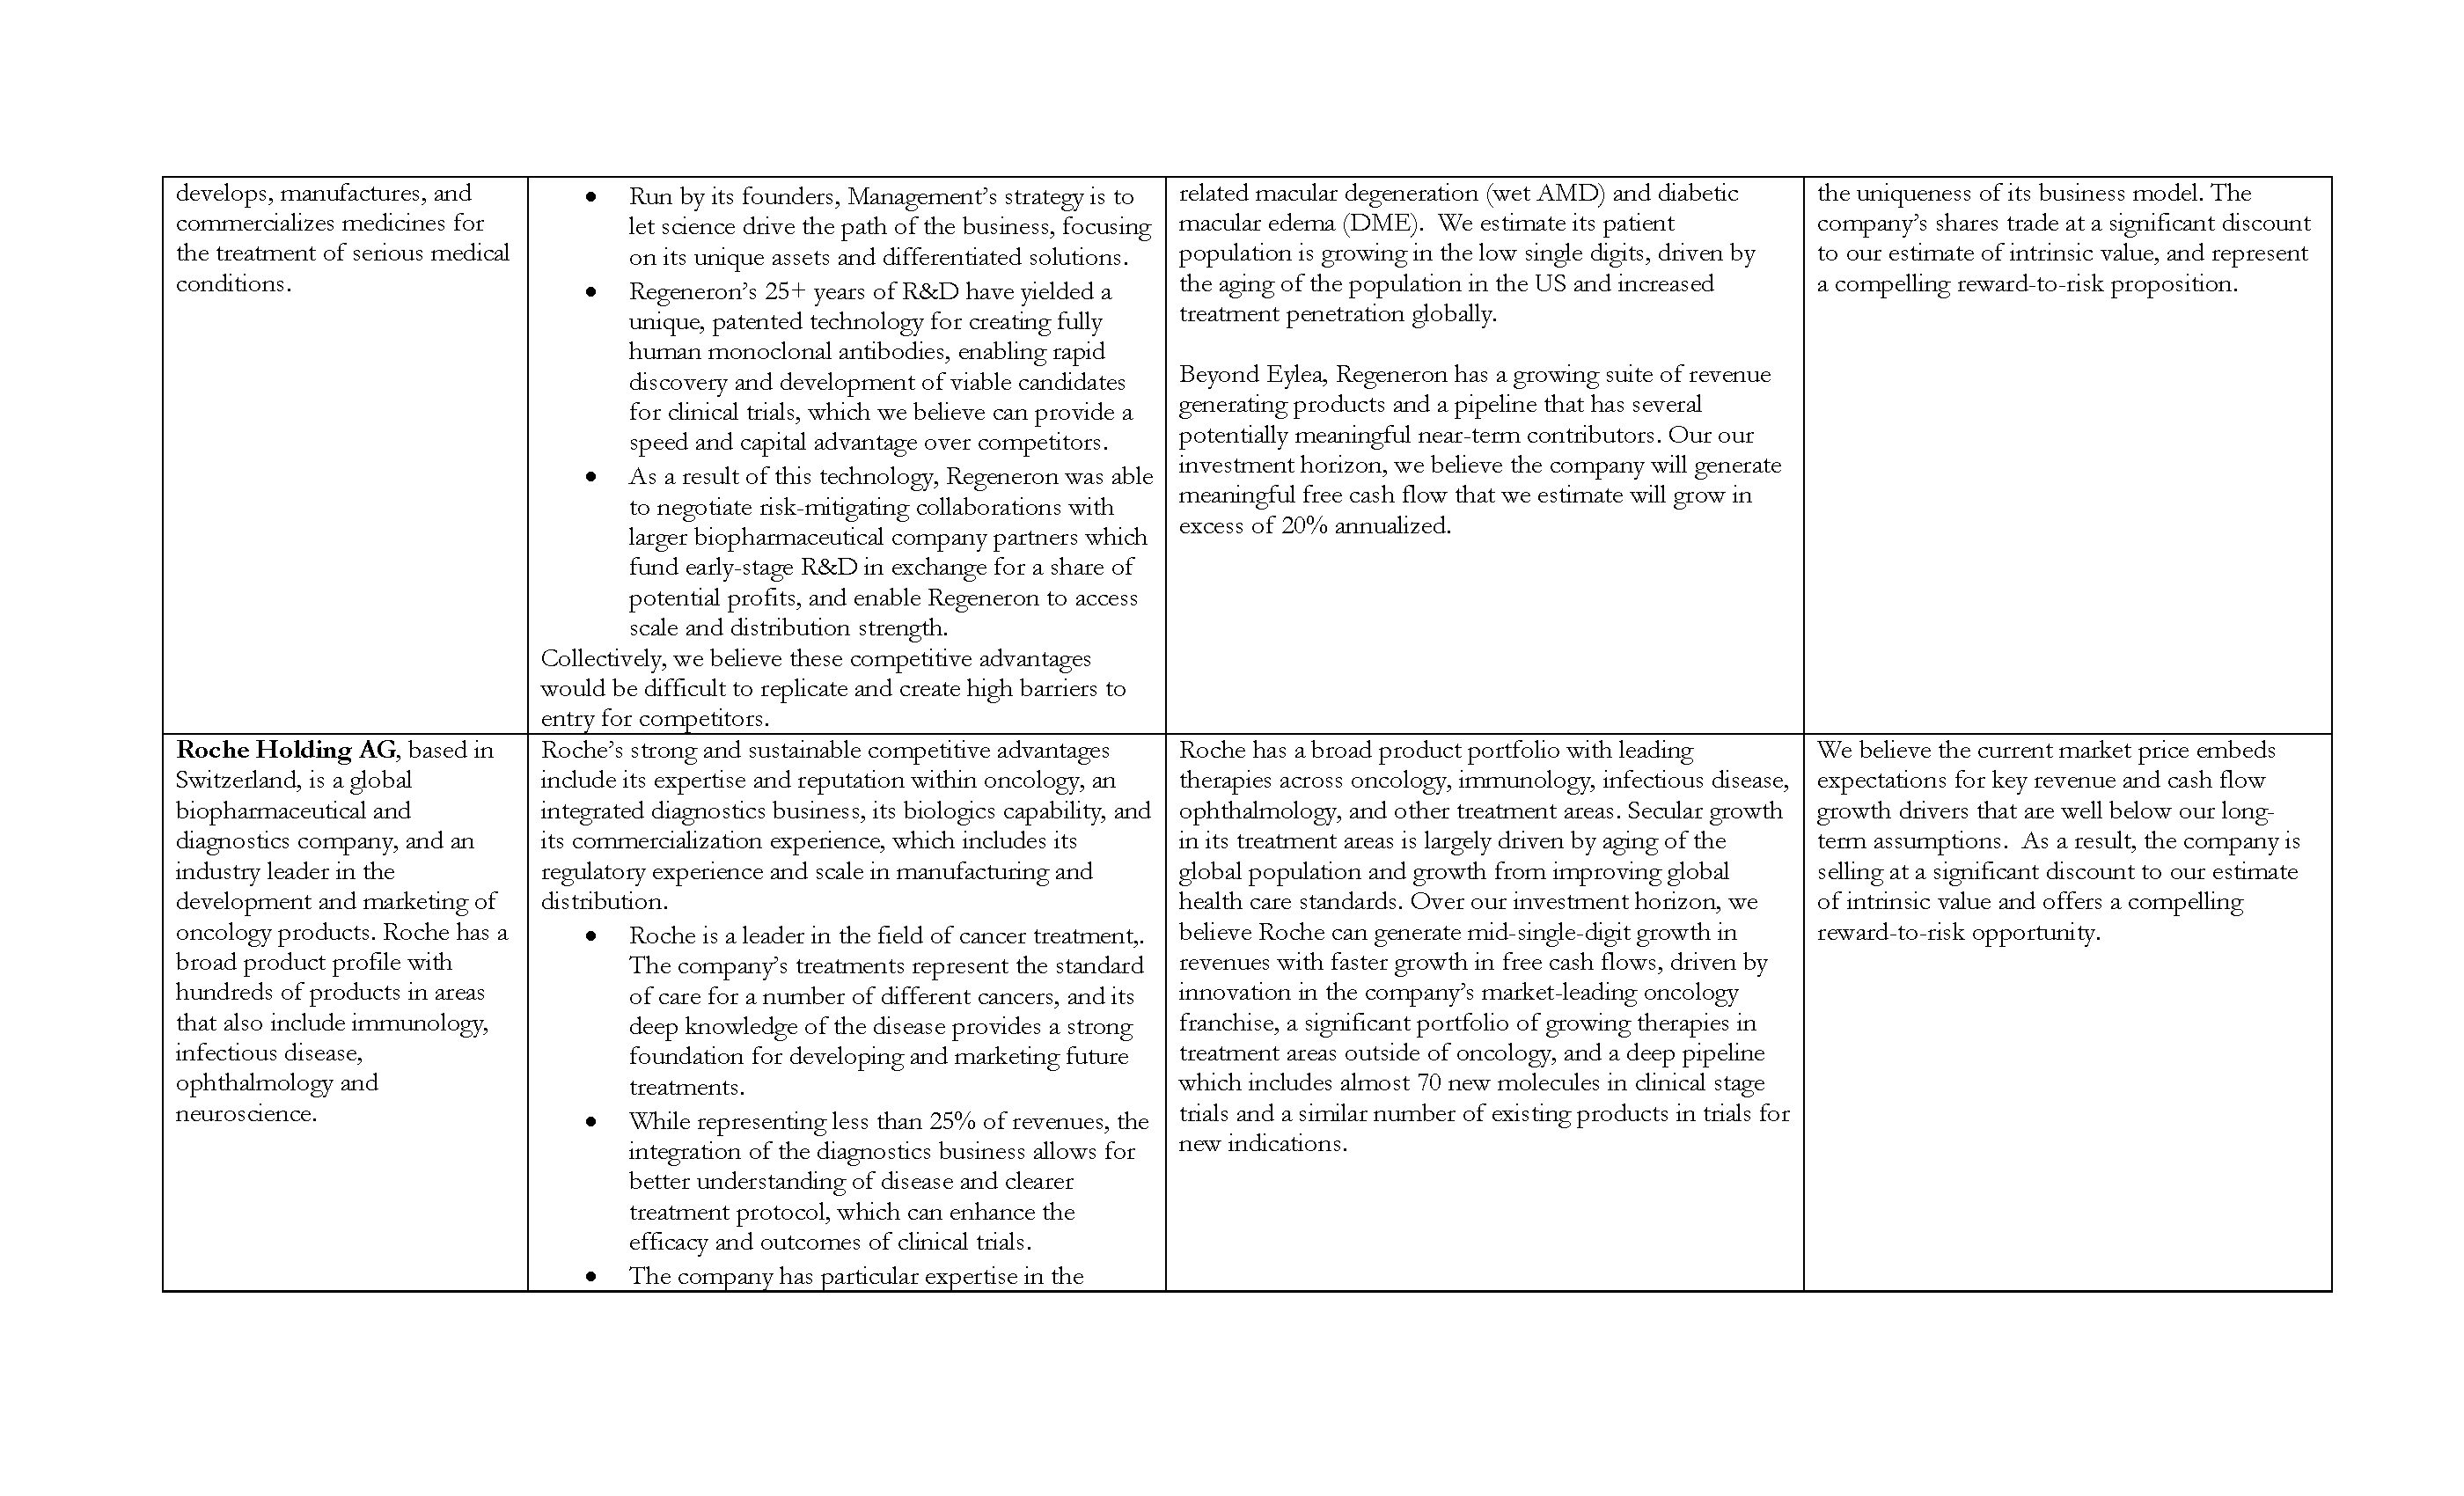 develops, manufactures, and
commercializes medicines for
the treatment of serious medical
conditions.
• Run by its founders, Management’s strategy is to
let science drive the path of the business, focusing
on its unique assets and differentiated solutions.
• Regeneron’s 25+ years of R&D have yielded a
unique, patented technology for creating fully
human monoclonal antibodies, enabling rapid
discovery and development of viable candidates
for clinical trials, which we believe can provide a
speed and capital advantage over competitors.
• As a result of this technology, Regeneron was able
to negotiate risk-mitigating collaborations with
larger biopharmaceutical company partners which
fund early-stage R&D in exchange for a share of
potential profits, and enable Regeneron to access
scale and distribution strength.
Collectively, we believe these competitive advantages
would be difficult to replicate and create high barriers to
entry for competitors.
related macular degeneration (wet AMD) and diabetic
macular edema (DME).  We estimate its patient
population is growing in the low single digits, driven by
the aging of the population in the US and increased
treatment penetration globally.
Beyond Eylea, Regeneron has a growing suite of revenue
generating products and a pipeline that has several
potentially meaningful near-term contributors. Our our
investment horizon, we believe the company will generate
meaningful free cash flow that we estimate will grow in
excess of 20% annualized.
the uniqueness of its business model. The
company’s shares trade at a significant discount
to our estimate of intrinsic value, and represent
a compelling reward-to-risk proposition.
Roche Holding AG, based in
Switzerland, is a global
biopharmaceutical and
diagnostics company, and an
industry leader in the
development and marketing of
oncology products. Roche has a
broad product profile with
hundreds of products in areas
that also include immunology,
infectious disease,
ophthalmology and
neuroscience.
Roche’s strong and sustainable competitive advantages
include its expertise and reputation within oncology, an
integrated diagnostics business, its biologics capability, and
its commercialization experience, which includes its
regulatory experience and scale in manufacturing and
distribution.
• Roche is a leader in the field of cancer treatment,.
The company’s treatments represent the standard
of care for a number of different cancers, and its
deep knowledge of the disease provides a strong
foundation for developing and marketing future
treatments.
• While representing less than 25% of revenues, the
integration of the diagnostics business allows for
better understanding of disease and clearer
treatment protocol, which can enhance the
efficacy and outcomes of clinical trials.
• The company has particular expertise in the
Roche has a broad product portfolio with leading
therapies across oncology, immunology, infectious disease,
ophthalmology, and other treatment areas. Secular growth
in its treatment areas is largely driven by aging of the
global population and growth from improving global
health care standards. Over our investment horizon, we
believe Roche can generate mid-single-digit growth in
revenues with faster growth in free cash flows, driven by
innovation in the company’s market-leading oncology
franchise, a significant portfolio of growing therapies in
treatment areas outside of oncology, and a deep pipeline
which includes almost 70 new molecules in clinical stage
trials and a similar number of existing products in trials for
new indications.
We believe the current market price embeds
expectations for key revenue and cash flow
growth drivers that are well below our long-
term assumptions.  As a result, the company is
selling at a significant discount to our estimate
of intrinsic value and offers a compelling
reward-to-risk opportunity.